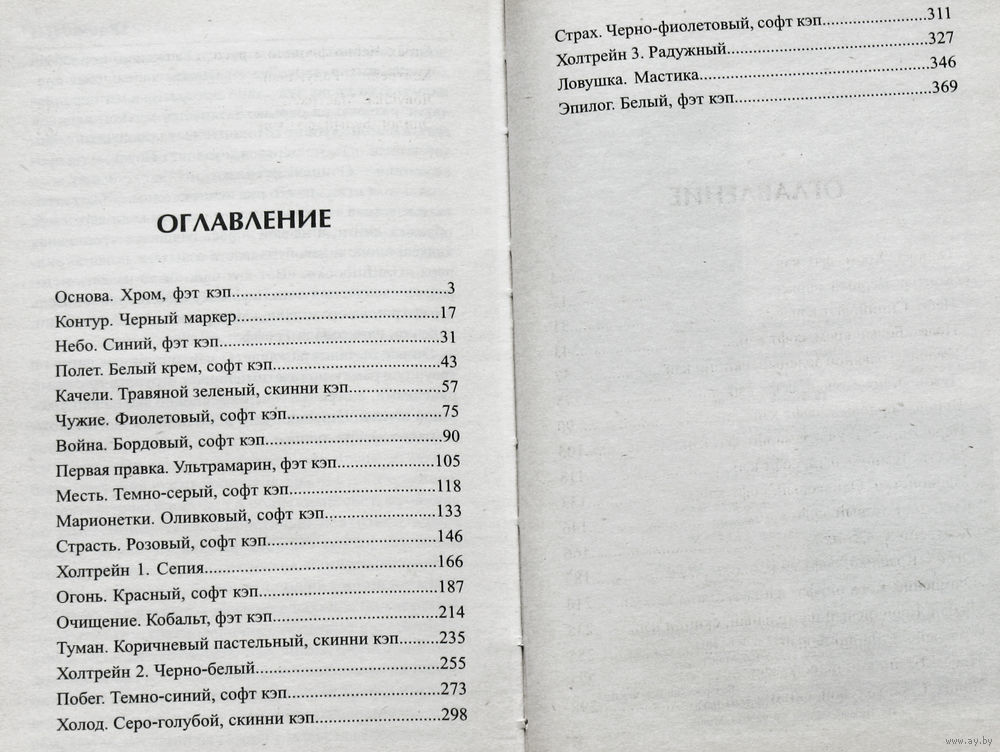 ОГЛАВЛЕНИЕ
Основа. Хром, фэт кэп..............................3
Контур. Черный маркер............................17
Небо. Синий, фэт кэп..............................31
Полет. Белый крем, софт кэп......................43
Качели. Травяной зеленый, скинни кэп.............57
Чужие. Фиолетовый, софт кэп......................75
Война. Бордовый, софт кэп........................90
Первая правка. Ультрамарин, фэт кэп..............105
Месть. Темно-серый, софт кэп.....................118
Марионетки. Оливковый, софт кэп..................133
Страсть. Розовый, софт кэп.......................146
Холтрейн 1. Сепия................................166
Огонь. Красный, софт кэп.........................187
Очищение. Кобальт, фэт кэп.......................214
Туман. Коричневый пастельный, скинни кэп.........235
Холтрейн 2. Черно-белый..........................255
Побег. Темно-синий, софт кэп.....................273
Холод. Серо-голубой, скинни кэп..................298
Страх. Черно-фиолетовый, софт кэп................311
Холтрейн 3. Радужный.............................327
Ловушка. Мастика.................................346
Эпилог. Белый, фэт кэп...........................369
www.ay.by